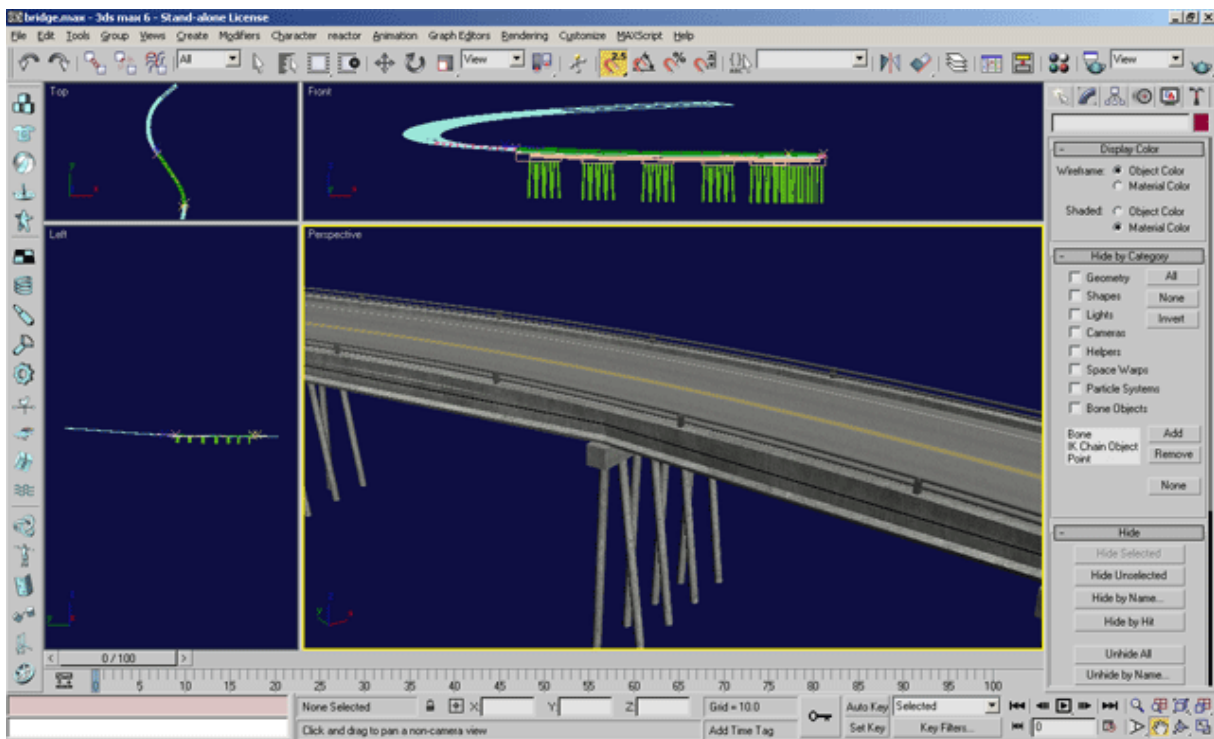 bridge.max - 3ds max 6 - Stand-alone License
File Edit Tools Group Views Create Modifiers Character reactor Animation Graph Editors Rendering Customize MAXScript Help
All View 2.5 View
Top Front
Display Color
Wireframe: Object Color
Material Color
Shaded: Object Color
Material Color
Left Perspective
Hide by Category
Geometry All
Shapes None
Lights Invert
Cameras
Helpers
Space Warps
Particle Systems
Bone Objects
Bone Add
IK Chain Object Remove
Point
None
Hide
Hide Selected
Hide Unselected
Hide by Name...
Hide by Hit
Unhide All
Unhide by Name...
< 0 / 100 >
0 5 10 15 20 25 30 35 40 45 50 55 60 65 70 75 80 85 90 95 100
None Selected X Y Z Grid = 10.0 Auto Key Selected
Click and drag to pan a non-camera view Add Time Tag Set Key Key Filters... 0